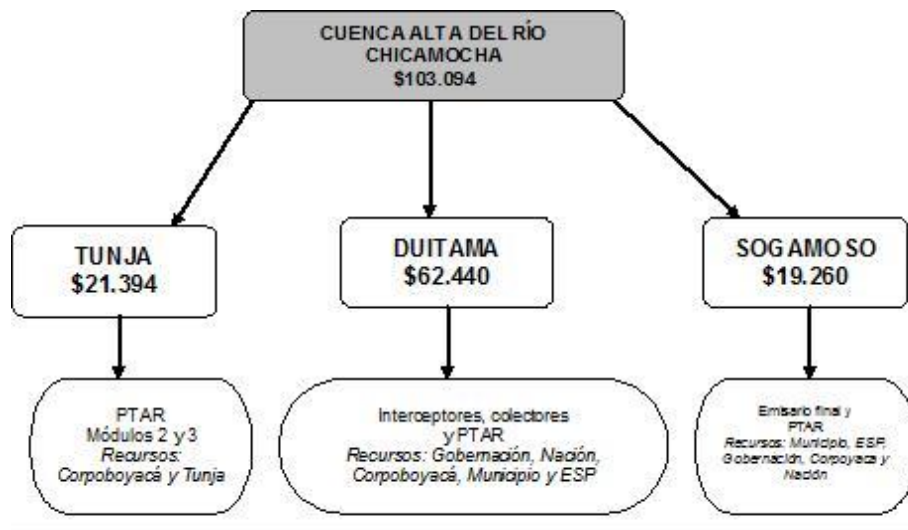 CUENCA ALTA DEL RÍO
CHICAMOCHA
$103.094
TUNJA
$21.394
DUITAMA
$62.440
SOGAMOSO
$19.260
PTAR
Módulos 2 y 3
Recursos:
Corpoboyacá y Tunja
Interceptores, colectores
y PTAR
Recursos: Gobernación, Nación,
Corpoboyacá, Municipio y ESP
Emisario final y
PTAR
Recursos: Municipio, ESP,
Gobernación, Corpoyaca y
Nación